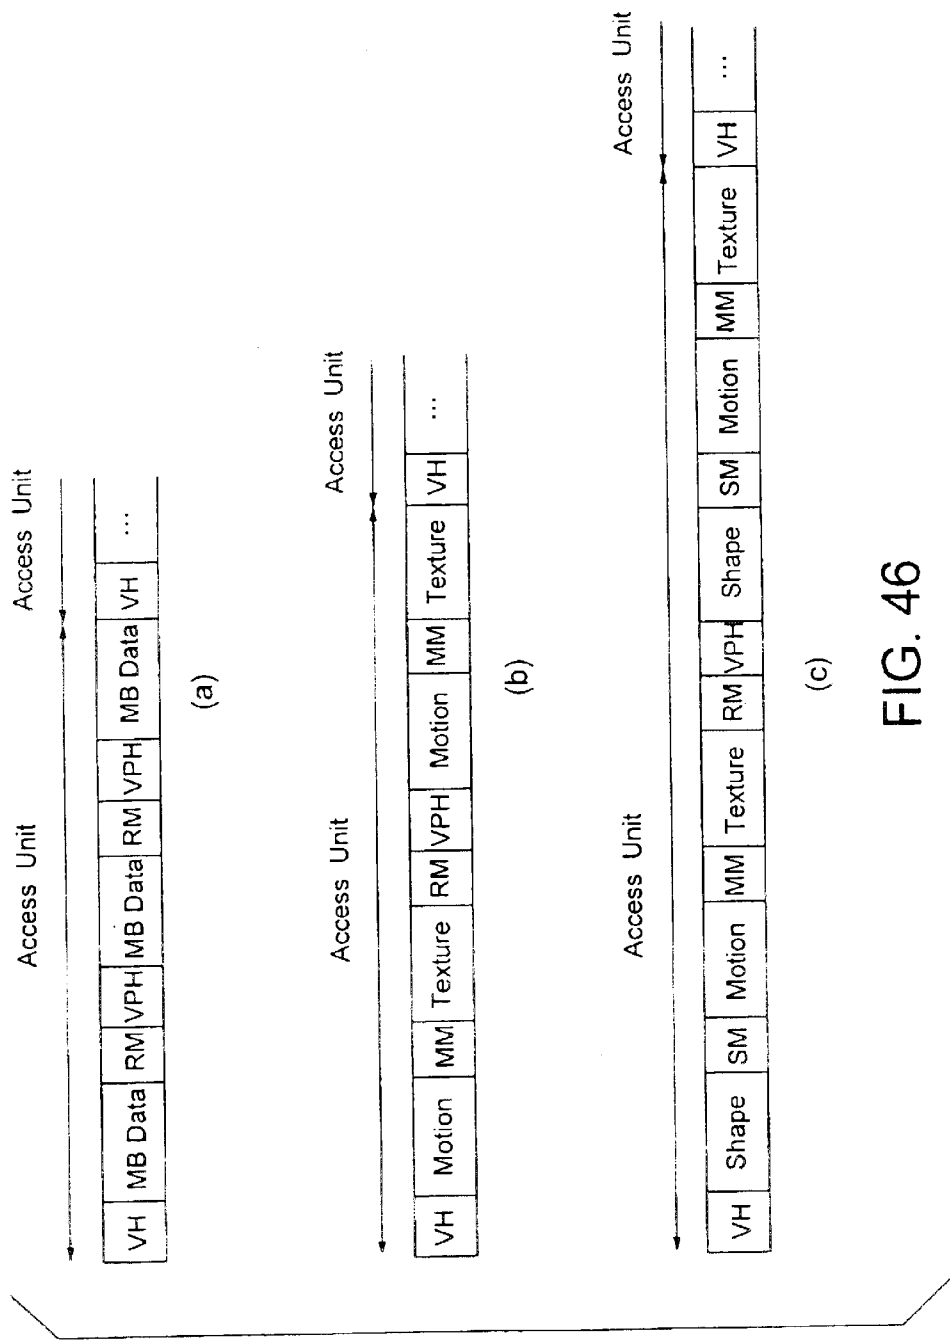 Access Unit Access Unit
VH MB Data RM VPH MB Data RM VPH MB Data VH ...
(a)
Access Unit Access Unit
VH Motion MM Texture RM VPH Motion MM Texture VH ...
(b)
Access Unit Access Unit
VH Shape SM Motion MM Texture RM VPH Shape SM Motion MM Texture VH ...
(c)
FIG. 46